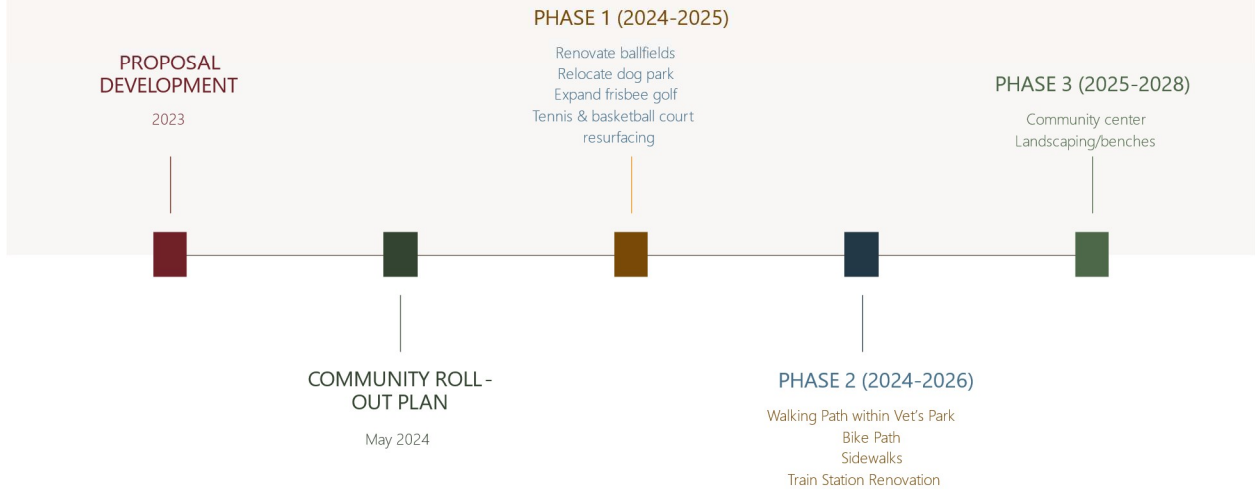 PROPOSAL
DEVELOPMENT
2023
COMMUNITY ROLL-
OUT PLAN
May 2024
PHASE 1 (2024-2025)
Renovate ballfields
Relocate dog park
Expand frisbee golf
Tennis & basketball court
resurfacing
PHASE 2 (2024-2026)
Walking Path within Vet's Park
Bike Path
Sidewalks
Train Station Renovation
PHASE 3 (2025-2028)
Community center
Landscaping/benches